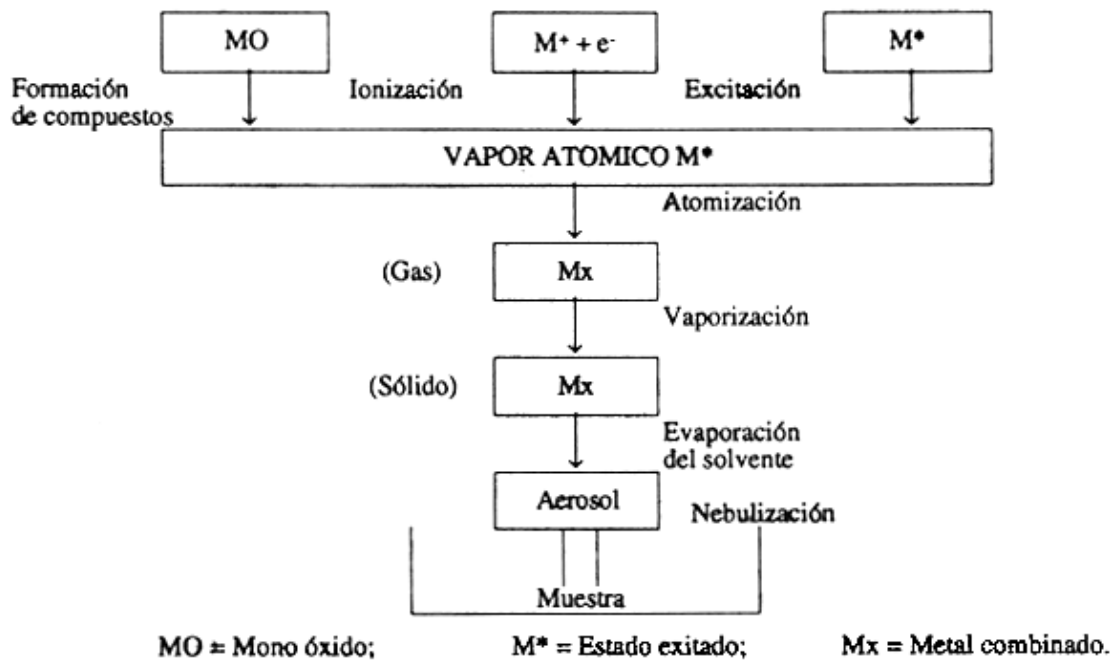 MO
M⁺ + e⁻
M*
Formación
de compuestos
Ionización
Excitación
VAPOR ATOMICO M*
Atomización
(Gas)
Mx
Vaporización
(Sólido)
Mx
Evaporación
del solvente
Aerosol
Nebulización
Muestra
MO = Mono óxido;
M* = Estado exitado;
Mx = Metal combinado.